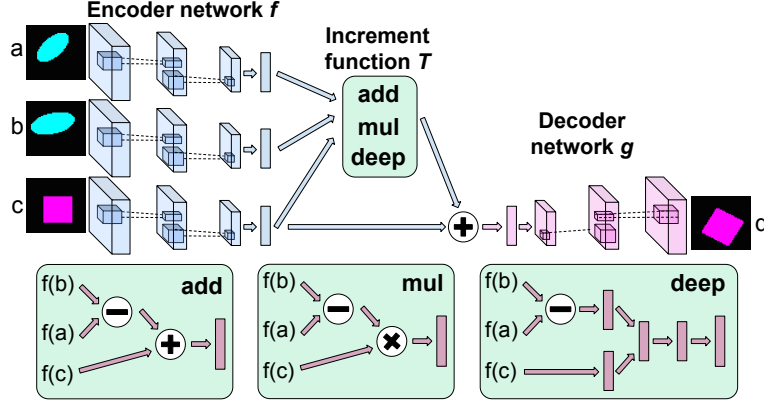 Encoder network f
a
b
c
Increment
function T
add
mul
deep
Decoder
network g
d
add
f(b)
f(a)
f(c)
mul
f(b)
f(a)
f(c)
deep
f(b)
f(a)
f(c)